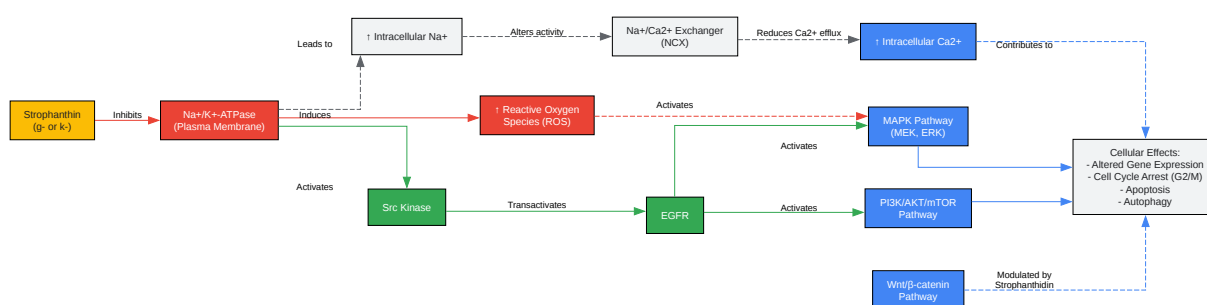 Leads to
↑ Intracellular Na+
Alters activity
Na+/Ca2+ Exchanger
(NCX)
Reduces Ca2+ efflux
↑ Intracellular Ca2+
Contributes to
Strophanthin
(g- or k-)
Inhibits
Na+/K+-ATPase
(Plasma Membrane)
Induces
↑ Reactive Oxygen
Species (ROS)
Activates
MAPK Pathway
(MEK, ERK)
Activates
Cellular Effects:
- Altered Gene Expression
- Cell Cycle Arrest (G2/M)
- Apoptosis
- Autophagy
Activates
Src Kinase
Transactivates
EGFR
Activates
PI3K/AKT/mTOR
Pathway
Wnt/β-catenin
Pathway
Modulated by
Strophanthidin